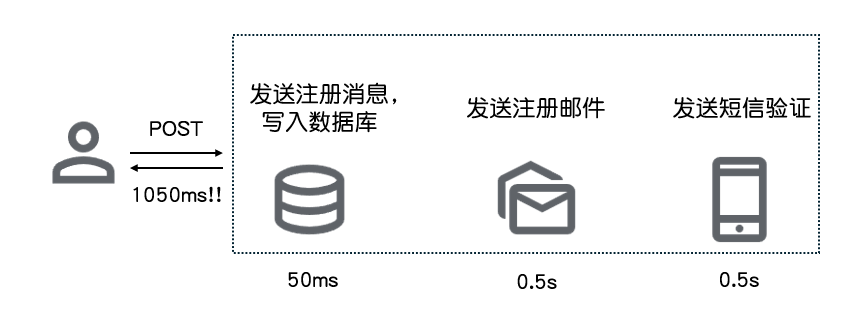 发送注册消息，
写入数据库
发送注册邮件
发送短信验证
POST
1050ms!!
50ms
0.5s
0.5s